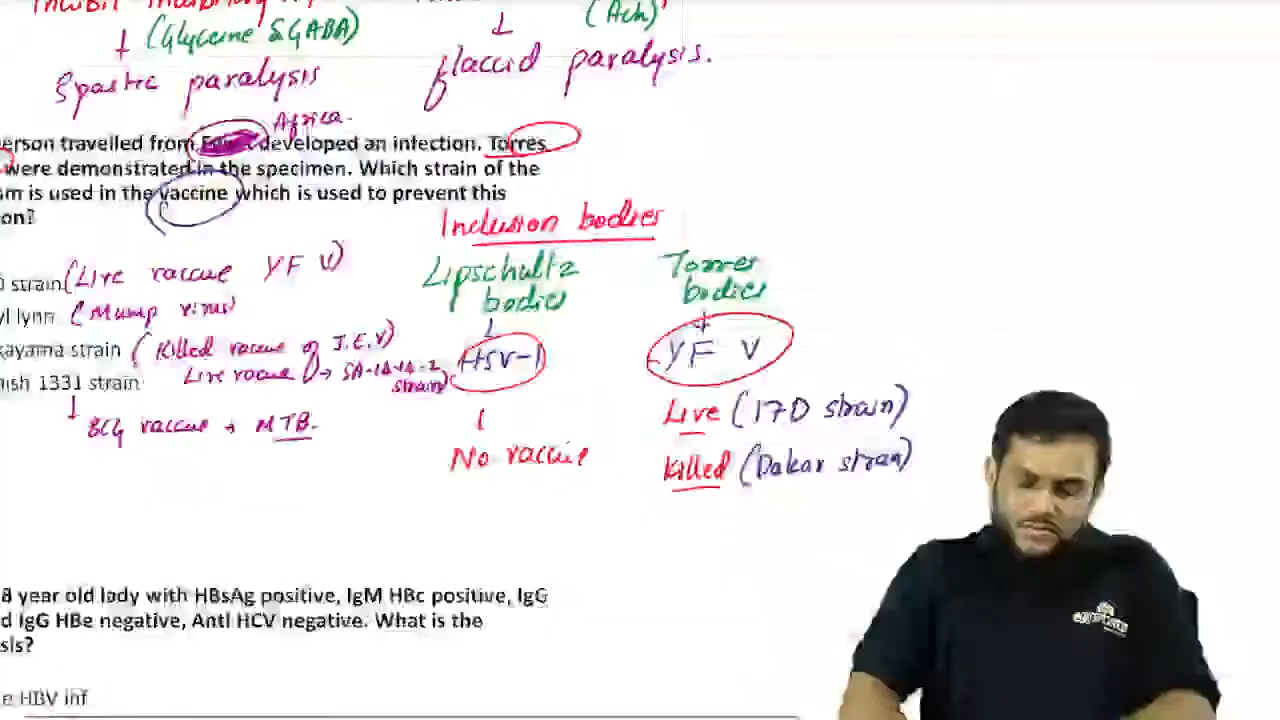 (Ach)
(Glycine & GABA)
Spastic paralysis
flaccid paralysis.
Africa.
erson travelled from developed an infection. Torres
were demonstrated in the specimen. Which strain of the
sm is used in the vaccine which is used to prevent this
on?
Inclusion bodies
Lipschultz
bodies
Torres
bodies
strain (Live vaccine YF V)
yl lynn (Mump virus)
kayama strain (Killed vaccine of J.E.V)
Live vaccine → SA-14-14-2
strain)
HSV-1
YF V
nish 1331 strain
BCG vaccine → MTB.
No vaccine
Live (17D strain)
Killed (Dakar strain)
8 year old lady with HBsAg positive, IgM HBc positive, IgG
d IgG HBe negative, Anti HCV negative. What is the
sis?
e HBV inf